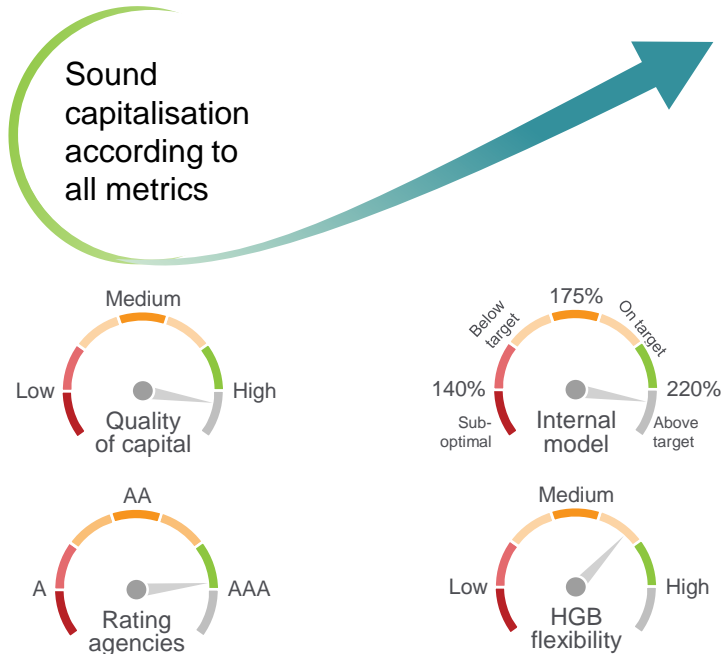 Sound
capitalisation
according to
all metrics
Medium
Low
High
Quality
of capital
175%
Below
target
On target
140%
220%
Sub-
optimal
Internal
model
Above
target
AA
A
AAA
Rating
agencies
Medium
Low
High
HGB
flexibility